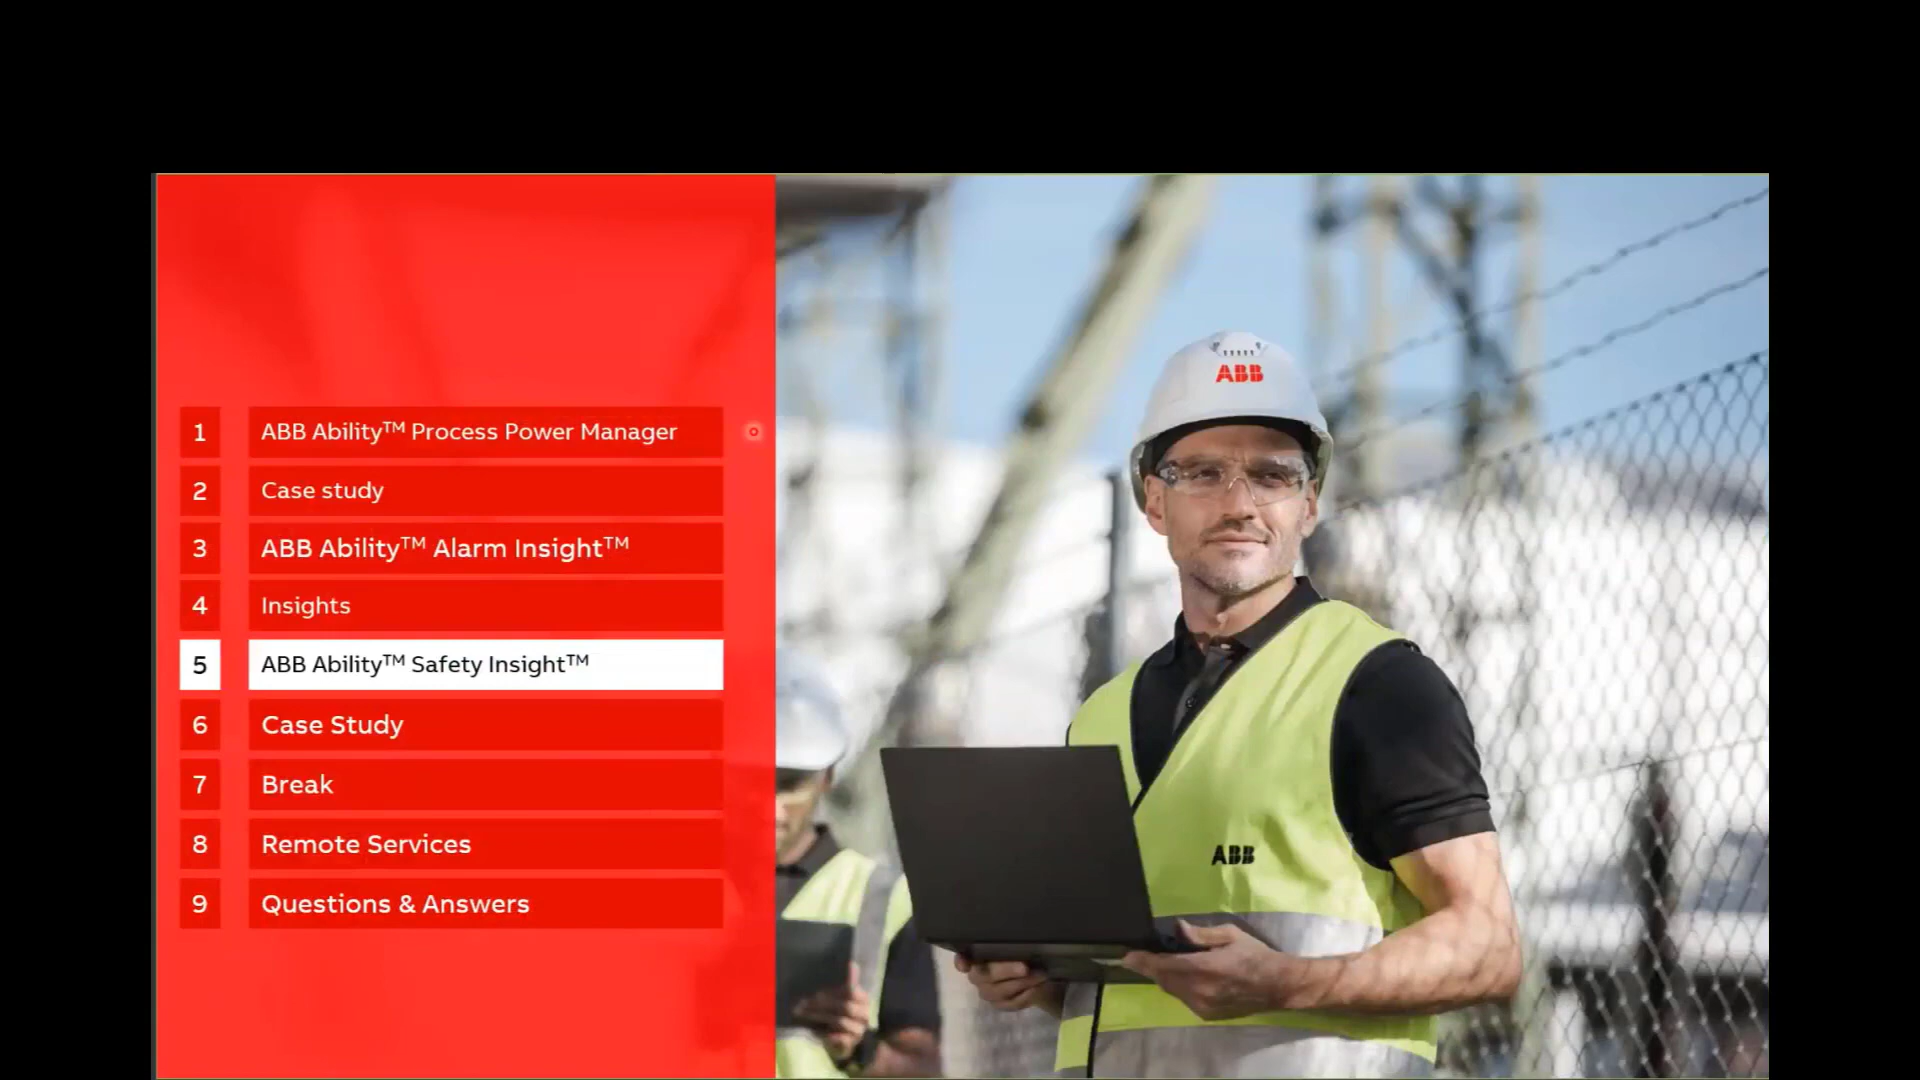 1 ABB Ability™ Process Power Manager
2 Case study
3 ABB Ability™ Alarm Insight™
4 Insights
5 ABB Ability™ Safety Insight™
6 Case Study
7 Break
8 Remote Services
9 Questions & Answers
ABB
ABB